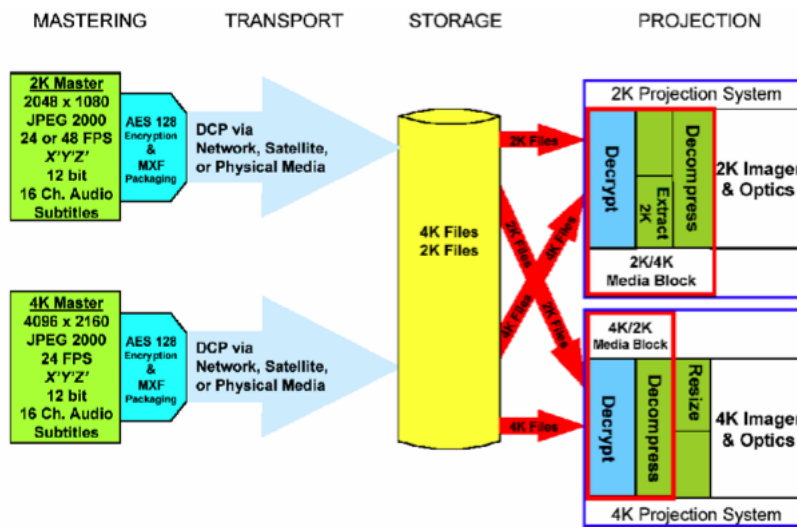 MASTERING
TRANSPORT
STORAGE
PROJECTION
2K Master
2048 x 1080
JPEG 2000
24 or 48 FPS
X'Y'Z'
12 bit
16 Ch. Audio
Subtitles
AES 128
Encryption
&
MXF
Packaging
DCP via
Network, Satellite,
or Physical Media
4K Master
4096 x 2160
JPEG 2000
24 FPS
X'Y'Z'
12 bit
16 Ch. Audio
Subtitles
AES 128
Encryption
&
MXF
Packaging
DCP via
Network, Satellite,
or Physical Media
4K Files
2K Files
2K Files
2K Files
4K Files
4K Files
2K Files
4K Files
2K Projection System
Decrypt
Extract
2K
Decompress
2K Imager
& Optics
2K/4K
Media Block
4K/2K
Media Block
Decrypt
Decompress
Resize
4K Imager
& Optics
4K Projection System